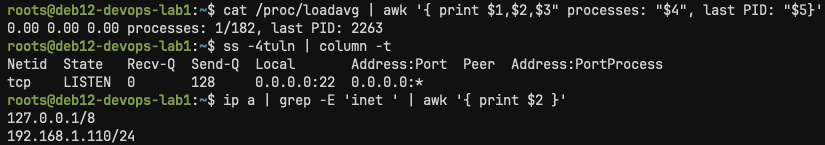 roots@deb12-devops-lab1:~$ cat /proc/loadavg | awk '{ print $1,$2,$3" processes: "$4", last PID: "$5}'
0.00 0.00 0.00 processes: 1/182, last PID: 2263
roots@deb12-devops-lab1:~$ ss -4tuln | column -t
Netid  State   Recv-Q  Send-Q  Local       Address:Port  Peer  Address:PortProcess
tcp    LISTEN  0       128     0.0.0.0:22  0.0.0.0:*
roots@deb12-devops-lab1:~$ ip a | grep -E 'inet ' | awk '{ print $2 }'
127.0.0.1/8
192.168.1.110/24